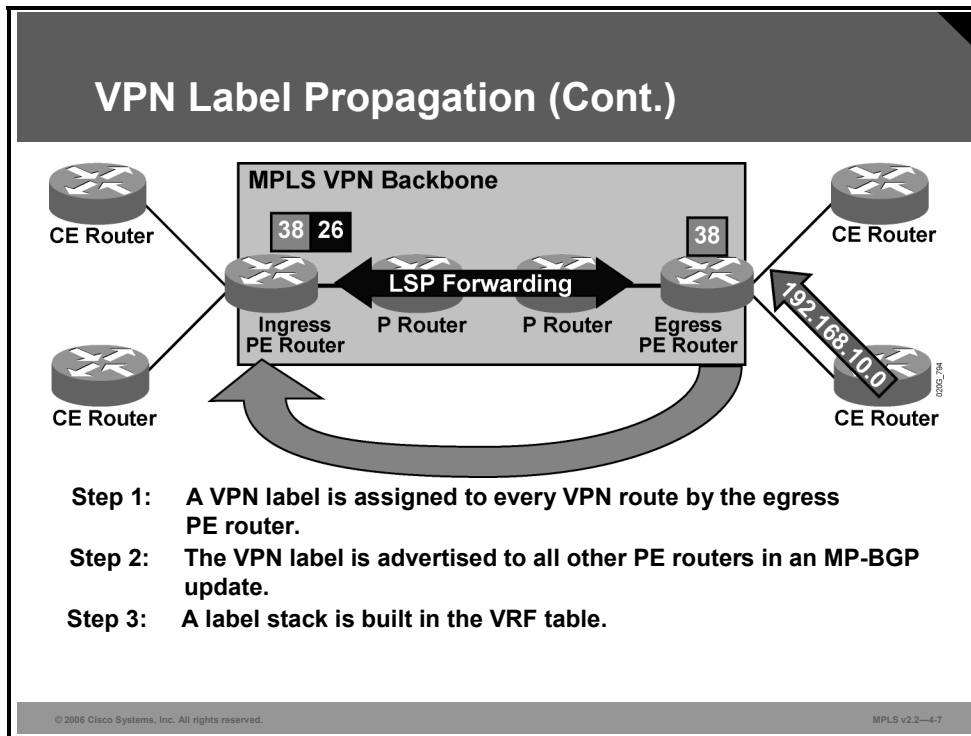 VPN Label Propagation (Cont.)
MPLS VPN Backbone
CE Router
38 26
38
CE Router
LSP Forwarding
192.168.10.0
Ingress
PE Router
P Router
P Router
Egress
PE Router
CE Router
CE Router
020G_794
Step 1: A VPN label is assigned to every VPN route by the egress
PE router.
Step 2: The VPN label is advertised to all other PE routers in an MP-BGP
update.
Step 3: A label stack is built in the VRF table.
© 2006 Cisco Systems, Inc. All rights reserved.
MPLS v2.2—4-7